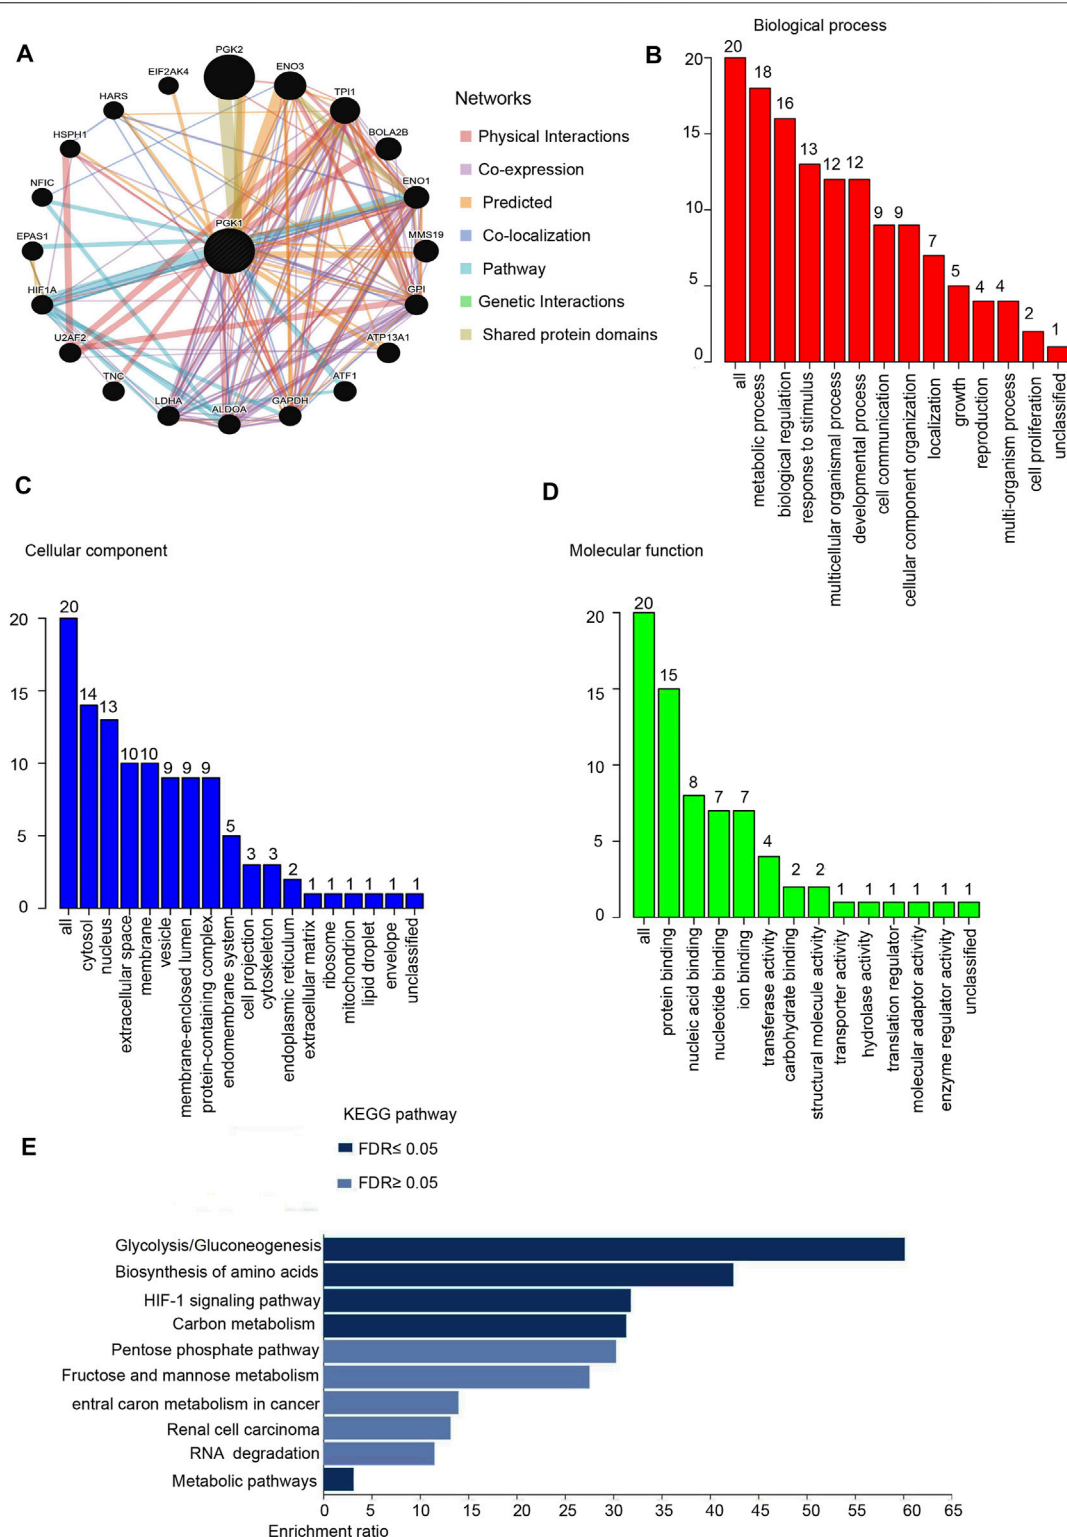 A
PGK2
EIF2AK4
ENO3
HARS
TPI1
HSPH1
BOLA2B
NFIC
ENO1
EPAS1
PGK1
MMS19
HIF1A
GPI
U2AF2
ATP13A1
TNC
ATF1
LDHA
ALDOA
GAPDH
Networks
Physical Interactions
Co-expression
Predicted
Co-localization
Pathway
Genetic Interactions
Shared protein domains
B
Biological process
20
15
10
5
0
20
18
16
13
12
12
9
9
7
5
4
4
2
1
all
metabolic process
biological regulation
response to stimulus
multicellular organismal process
developmental process
cell communication
cellular component organization
localization
growth
reproduction
multi-organism process
cell proliferation
unclassified
C
Cellular component
20
15
10
5
0
20
14
13
10
10
9
9
9
5
3
3
2
1
1
1
1
1
1
all
cytosol
nucleus
extracellular space
membrane
vesicle
membrane-enclosed lumen
protein-containing complex
endomembrane system
cell projection
cytoskeleton
endoplasmic reticulum
extracellular matrix
ribosome
mitochondrion
lipid droplet
envelope
unclassified
D
Molecular function
20
15
10
5
0
20
15
8
7
7
4
2
2
1
1
1
1
1
1
all
protein binding
nucleic acid binding
nucleotide binding
ion binding
transferase activity
carbohydrate binding
structural molecule activity
transporter activity
hydrolase activity
translation regulator
molecular adaptor activity
enzyme regulator activity
unclassified
E
KEGG pathway
FDR≤ 0.05
FDR≥ 0.05
Glycolysis/Gluconeogenesis
Biosynthesis of amino acids
HIF-1 signaling pathway
Carbon metabolism
Pentose phosphate pathway
Fructose and mannose metabolism
entral caron metabolism in cancer
Renal cell carcinoma
RNA degradation
Metabolic pathways
0 5 10 15 20 25 30 35 40 45 50 55 60 65
Enrichment ratio